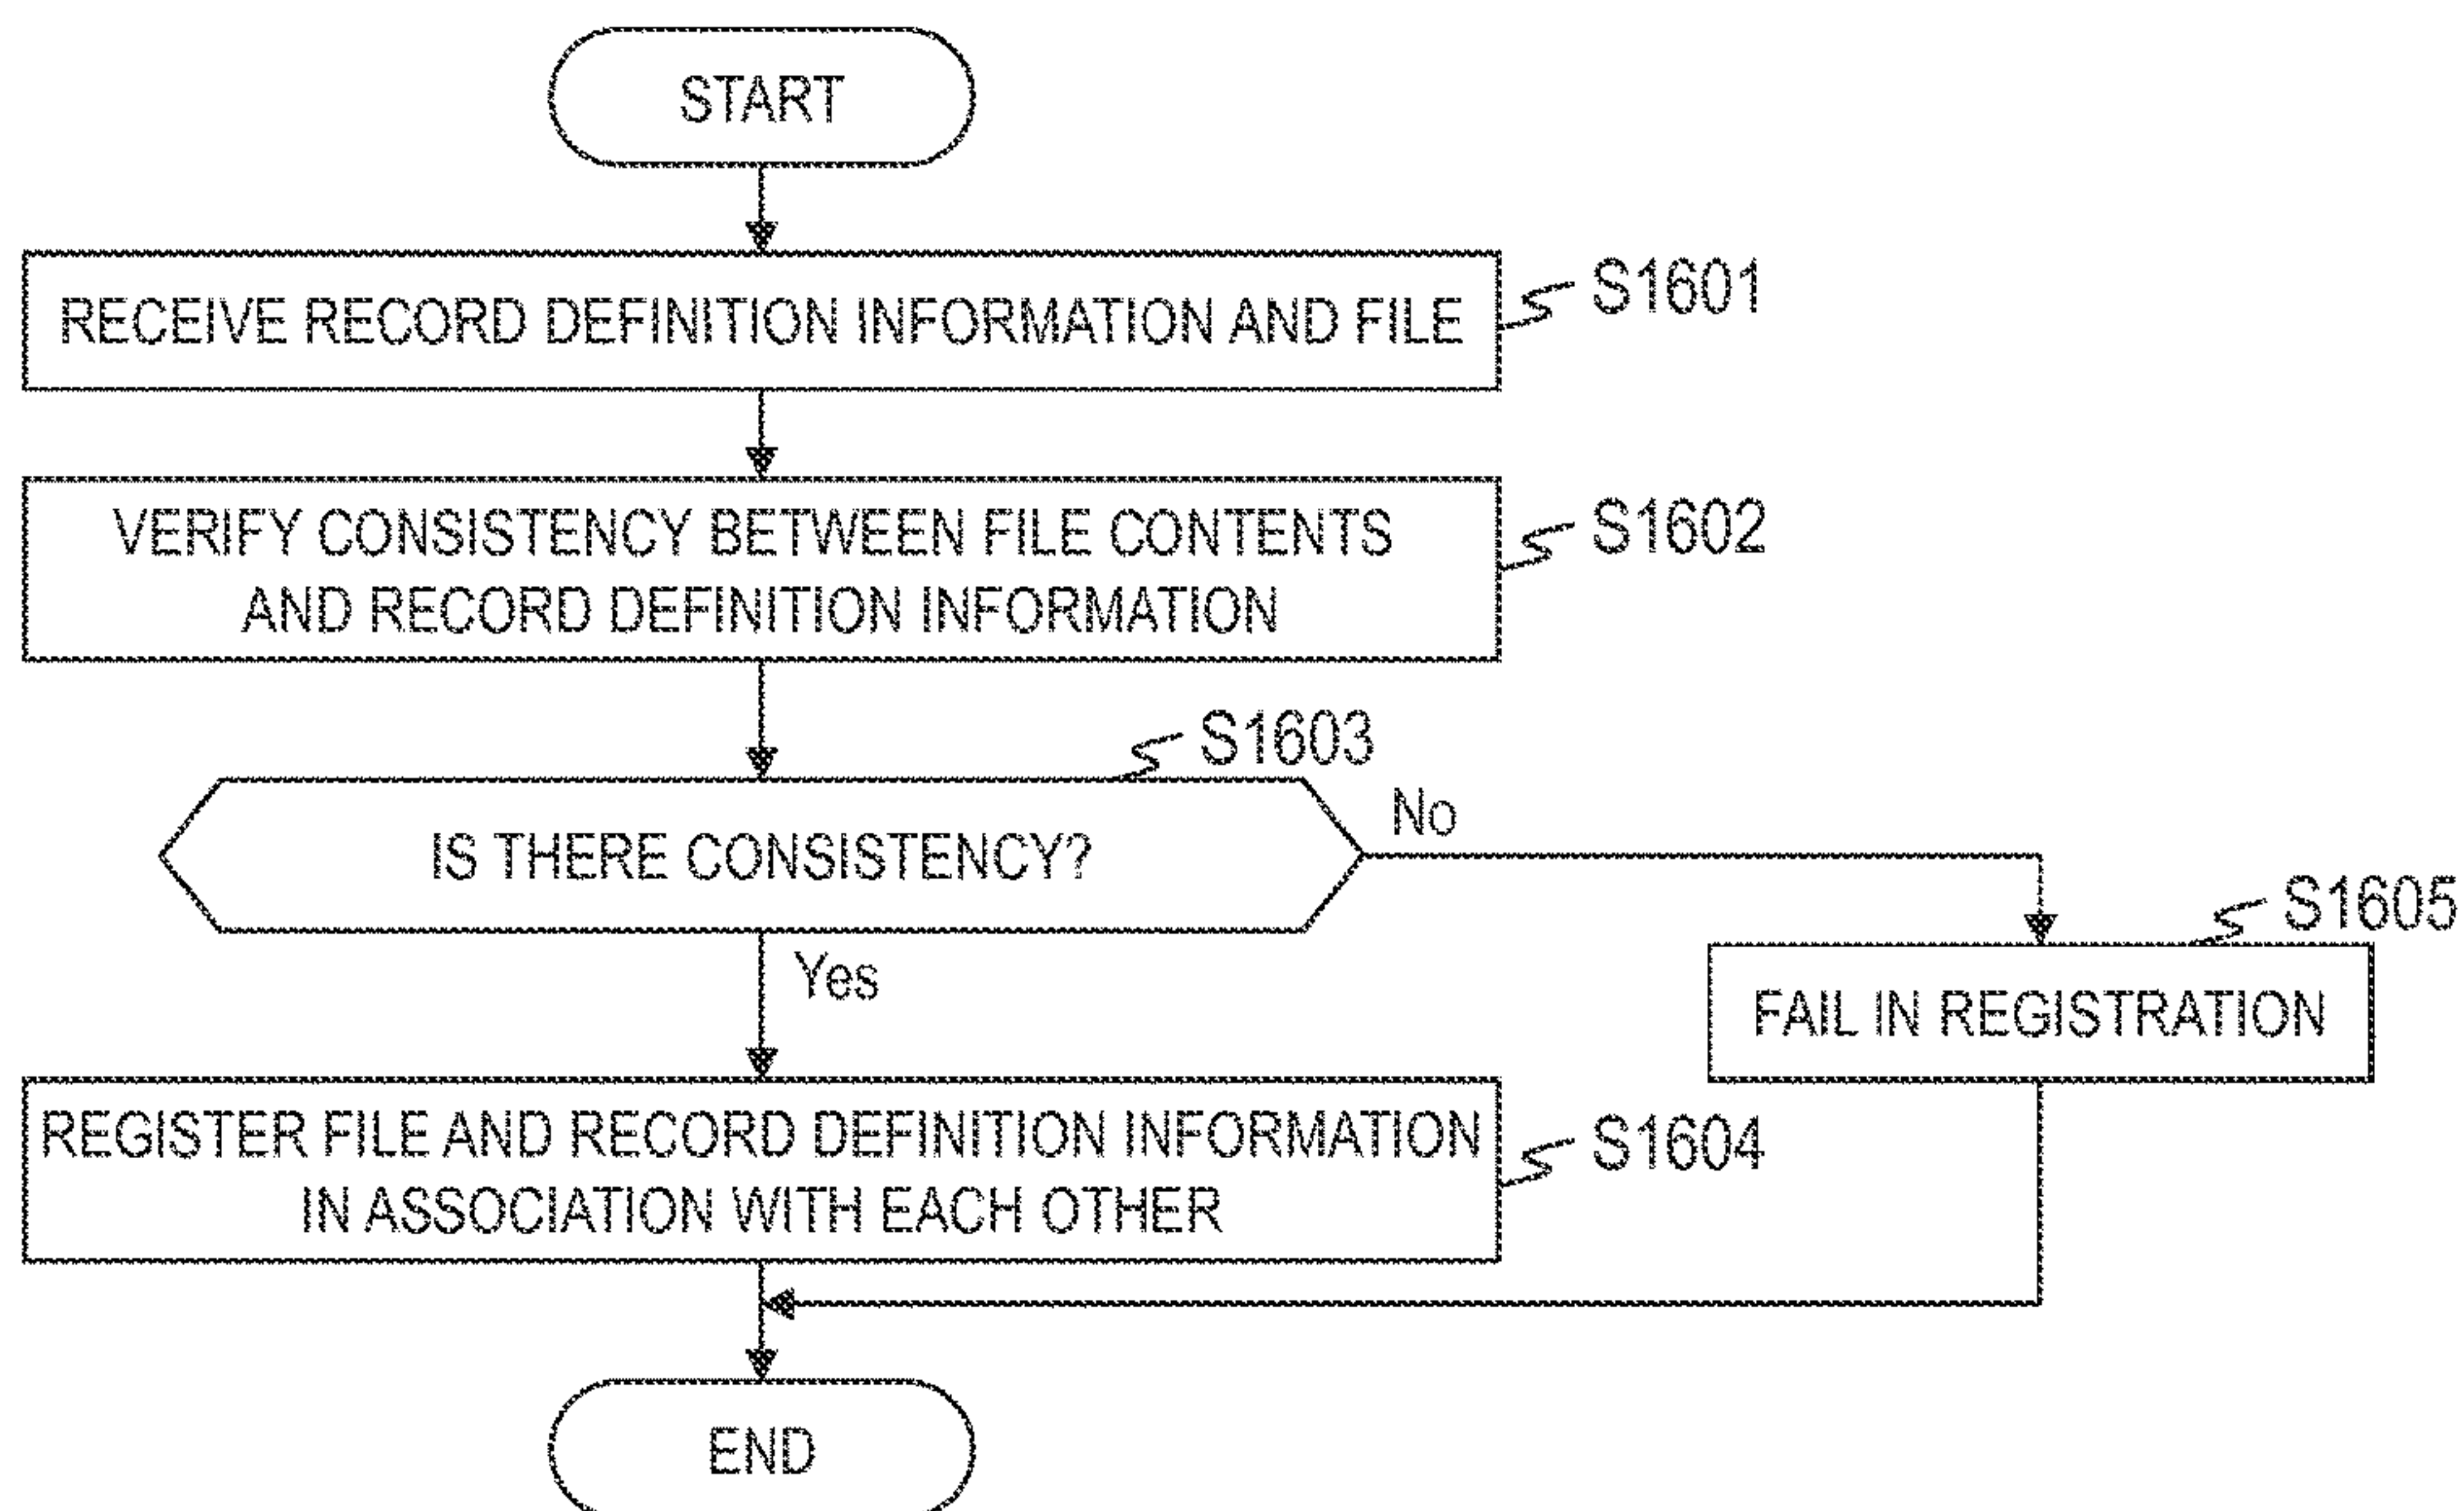 START
RECEIVE RECORD DEFINITION INFORMATION AND FILE
S1601
VERIFY CONSISTENCY BETWEEN FILE CONTENTS
AND RECORD DEFINITION INFORMATION
S1602
S1603
IS THERE CONSISTENCY?
No
Yes
S1605
FAIL IN REGISTRATION
REGISTER FILE AND RECORD DEFINITION INFORMATION
IN ASSOCIATION WITH EACH OTHER
S1604
END